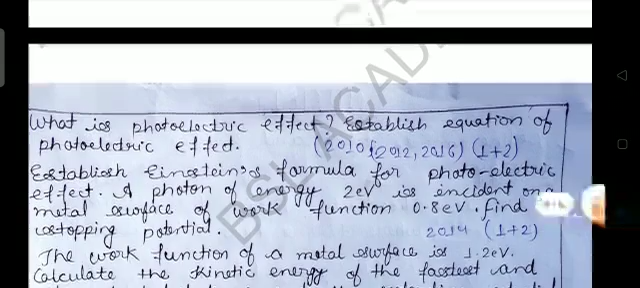 BSL ACAD
What is photoelectric effect? Establish equation of
photoelectric effect. (2010, 2012, 2016) (1+2)
Establish Einstein's formula for photo-electric
effect. A photon of energy 2eV is incident on a
metal surface of work function 0.8eV. Find
stopping potential. 2014 (1+2)
The work function of a metal surface is 1.2eV.
Calculate the kinetic energy of the fastest and